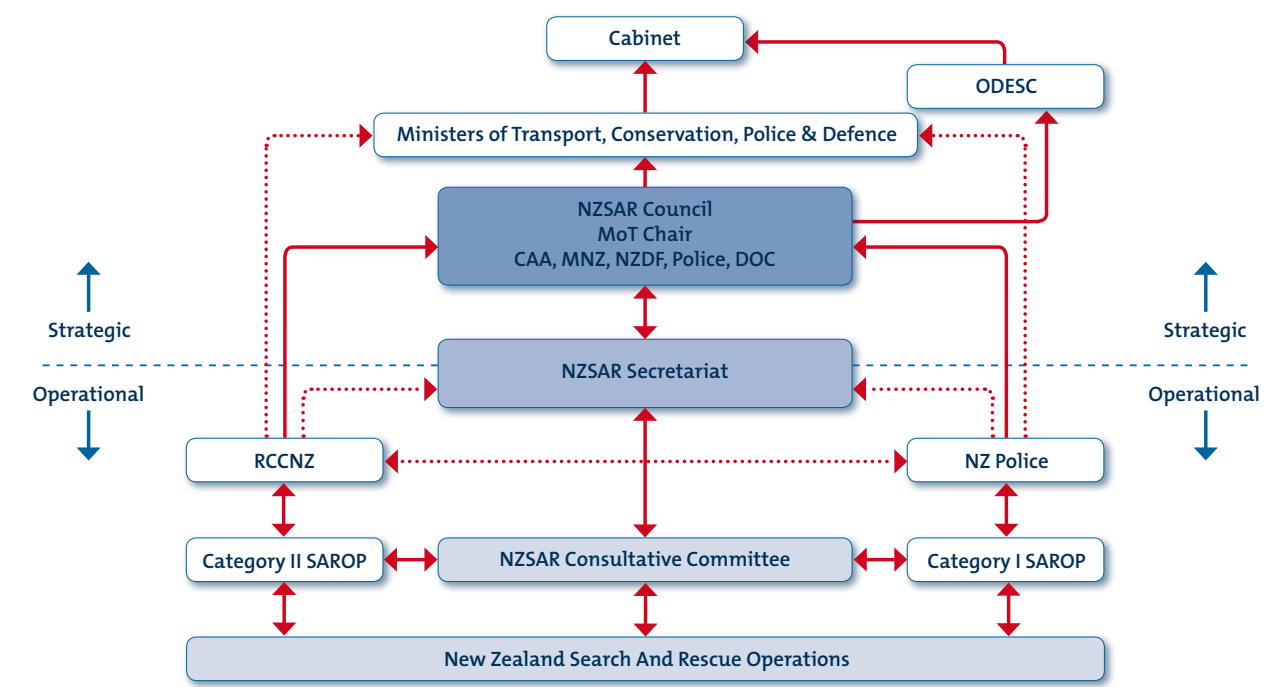 Cabinet
ODESC
Ministers of Transport, Conservation, Police & Defence
NZSAR Council
MoT Chair
CAA, MNZ, NZDF, Police, DOC
Strategic
Strategic
NZSAR Secretariat
Operational
Operational
RCCNZ
NZ Police
Category II SAROP
NZSAR Consultative Committee
Category I SAROP
New Zealand Search And Rescue Operations